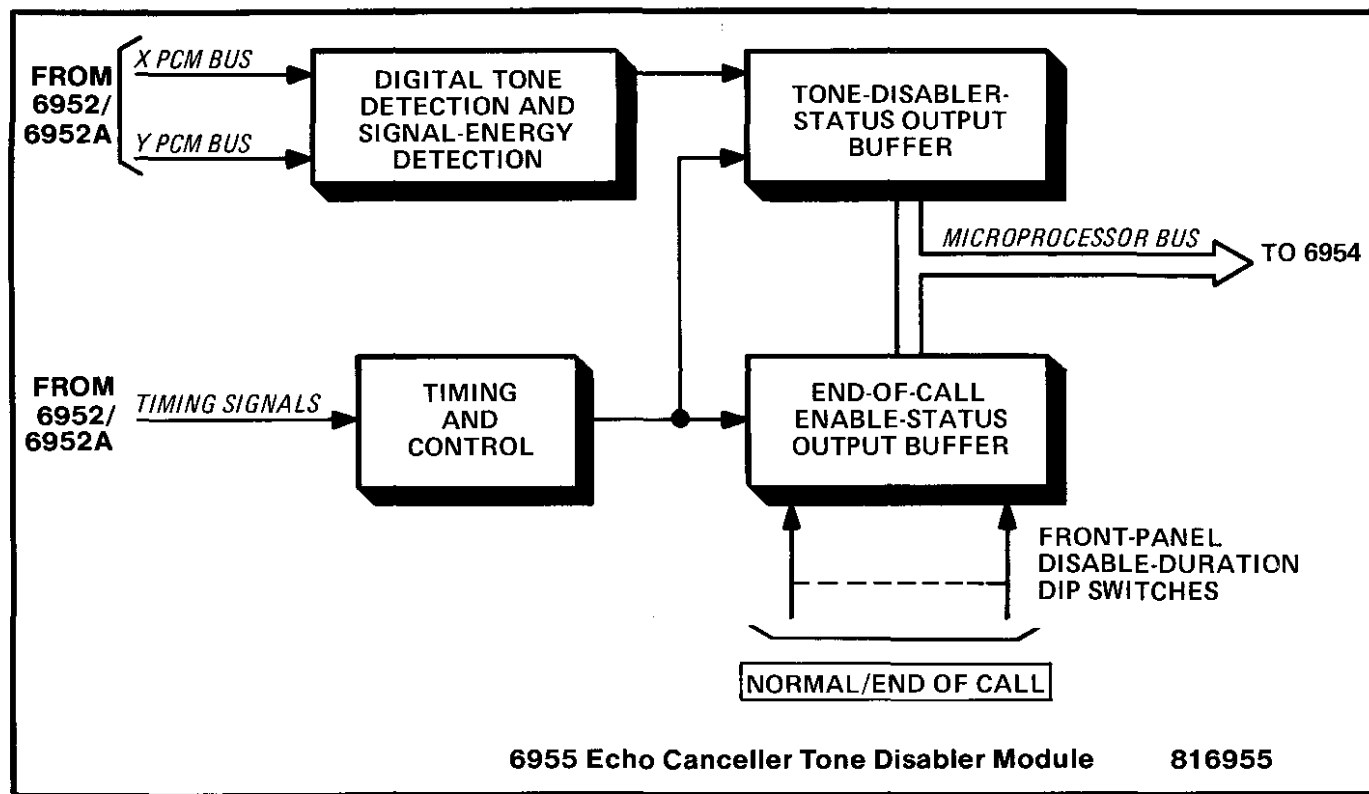 FROM
6952/
6952A
X PCM BUS
Y PCM BUS
DIGITAL TONE
DETECTION AND
SIGNAL-ENERGY
DETECTION
TONE-DISABLER-
STATUS OUTPUT
BUFFER
MICROPROCESSOR BUS
TO 6954
FROM
6952/
6952A
TIMING SIGNALS
TIMING
AND
CONTROL
END-OF-CALL
ENABLE-STATUS
OUTPUT BUFFER
FRONT-PANEL
DISABLE-DURATION
DIP SWITCHES
NORMAL/END OF CALL
6955 Echo Canceller Tone Disabler Module 816955